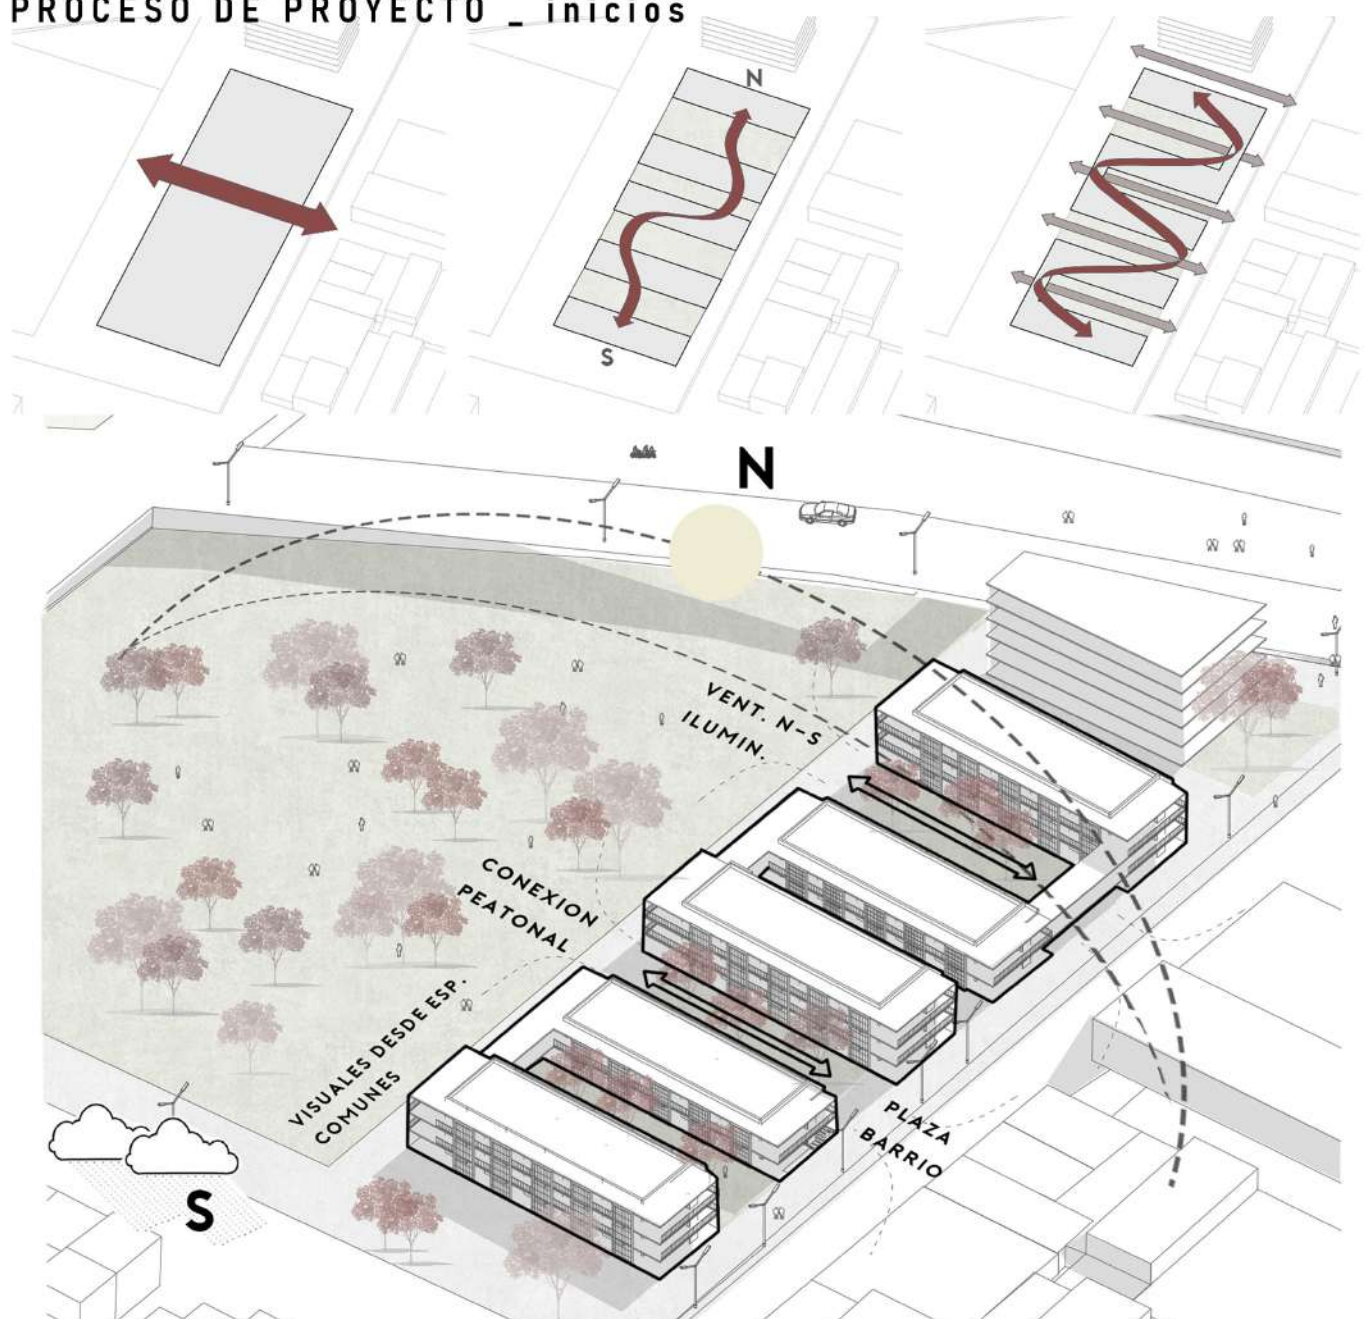 PROCESO DE PROYECTO _ inicios
N
S
N
VENT. N-S
ILUMIN.
CONEXION
PEATONAL
VISUALES DESDE ESP.
COMUNES
PLAZA
BARRIO
S